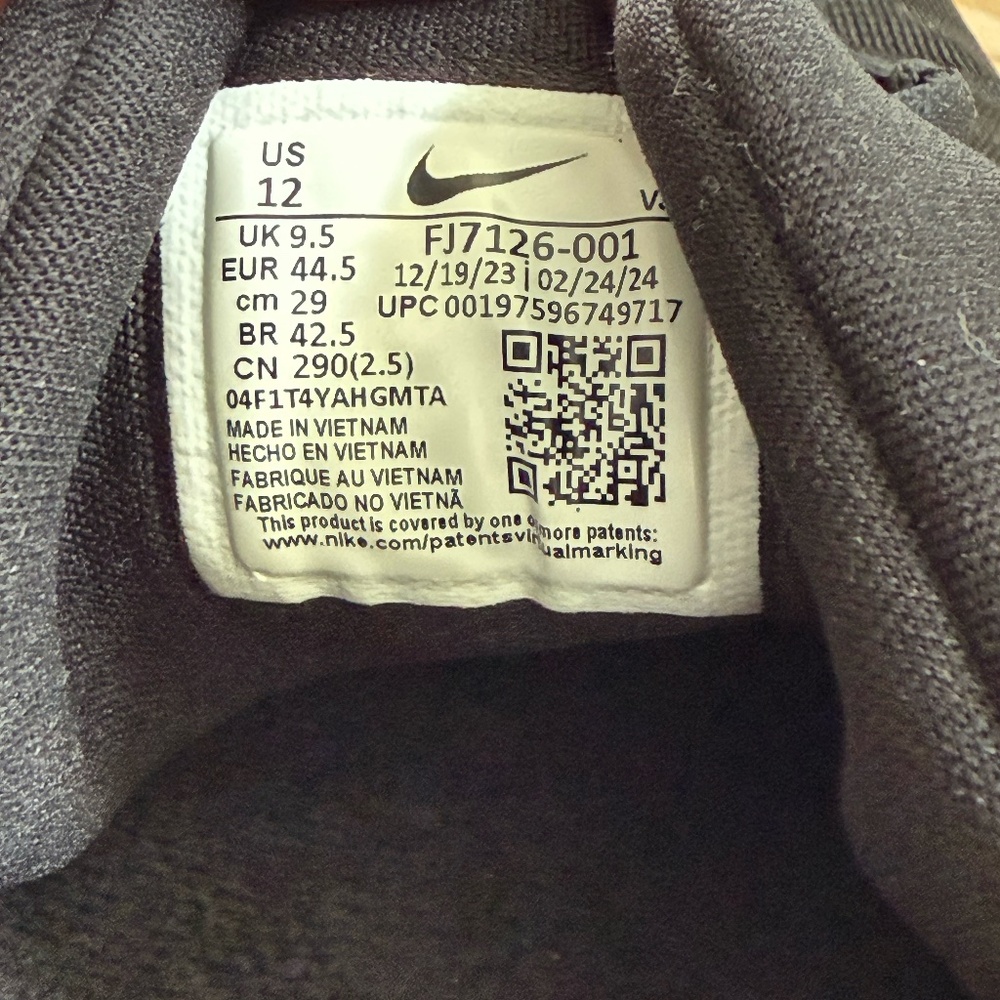 US
12
V.
UK 9.5
FJ7126-001
EUR 44.5
12/19/23 | 02/24/24
cm 29
UPC 00197596749717
BR 42.5
CN 290(2.5)
04F1T4YAHGMTA
MADE IN VIETNAM
HECHO EN VIETNAM
FABRIQUE AU VIETNAM
FABRICADO NO VIETNÃ
This product is covered by one o more patents:
www.nike.com/patentsvi ualmarking